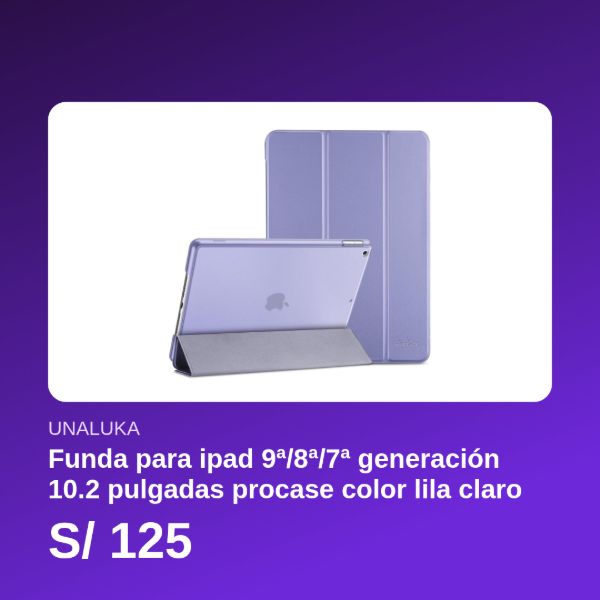 UNALUKA
Funda para ipad 9ª/8ª/7ª generación
10.2 pulgadas procase color lila claro
S/ 125